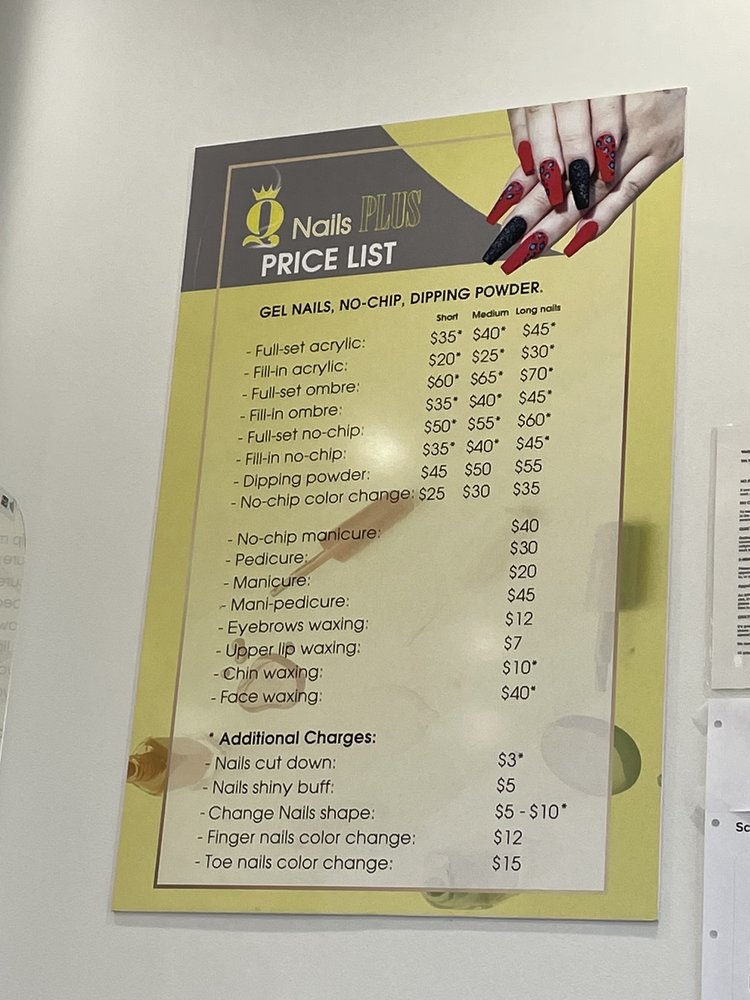 Q Nails PLUS
PRICE LIST
GEL NAILS, NO-CHIP, DIPPING POWDER.
Short Medium Long nails
- Full-set acrylic: $35* $40* $45*
- Fill-in acrylic: $20* $25* $30*
- Full-set ombre: $60* $65* $70*
- Fill-in ombre: $35* $40* $45*
- Full-set no-chip: $50* $55* $60*
- Fill-in no-chip: $35* $40* $45*
- Dipping powder: $45 $50 $55
- No-chip color change: $25 $30 $35
- No-chip manicure: $40
- Pedicure: $30
- Manicure: $20
- Mani-pedicure: $45
- Eyebrows waxing: $12
- Upper lip waxing: $7
- Chin waxing: $10*
- Face waxing: $40*
* Additional Charges:
- Nails cut down: $3*
- Nails shiny buff: $5
- Change Nails shape: $5 - $10*
- Finger nails color change: $12
- Toe nails color change: $15
Sc